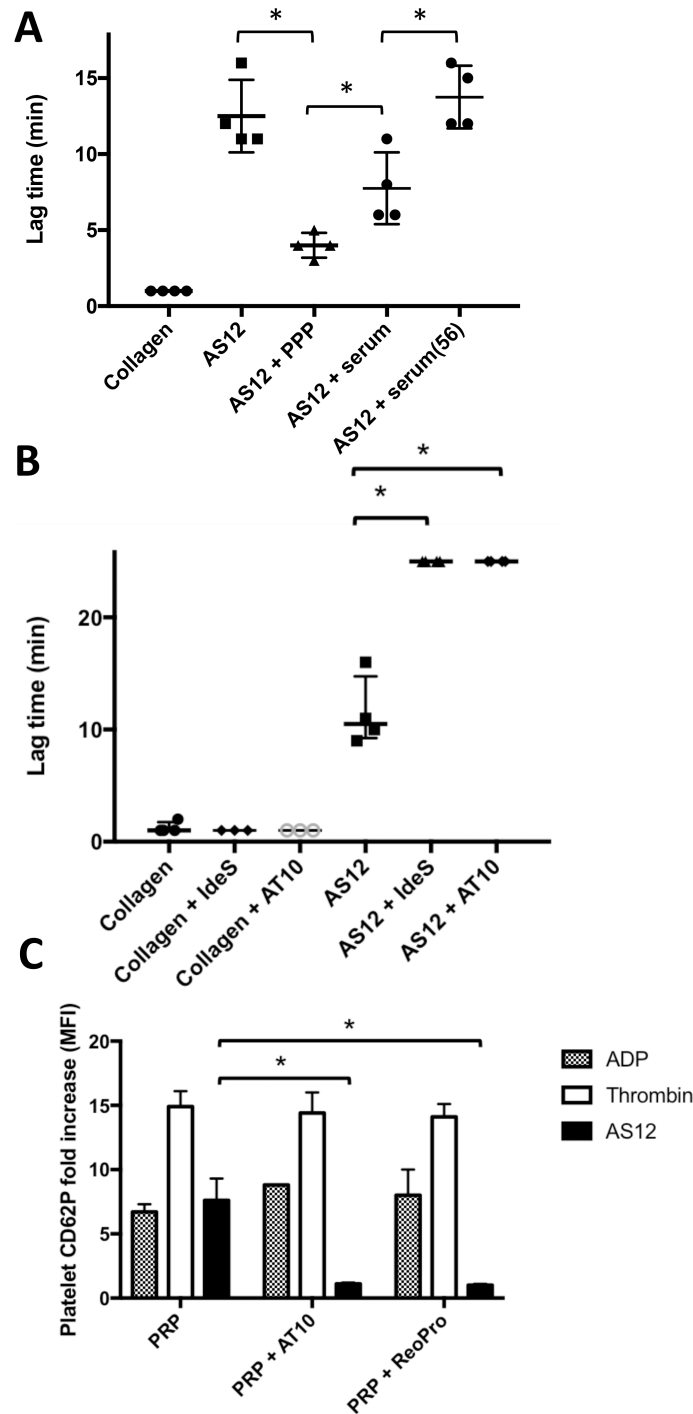 A
*
*
*
Lag time (min)
15
10
5
0
Collagen
AS12
AS12 + PPP
AS12 + serum
AS12 + serum(56)
B
*
*
Lag time (min)
20
10
0
Collagen
Collagen + IdeS
Collagen + AT10
AS12
AS12 + IdeS
AS12 + AT10
C
*
*
Platelet CD62P fold increase (MFI)
20
15
10
5
0
PRP
PRP + AT10
PRP + ReoPro
ADP
Thrombin
AS12